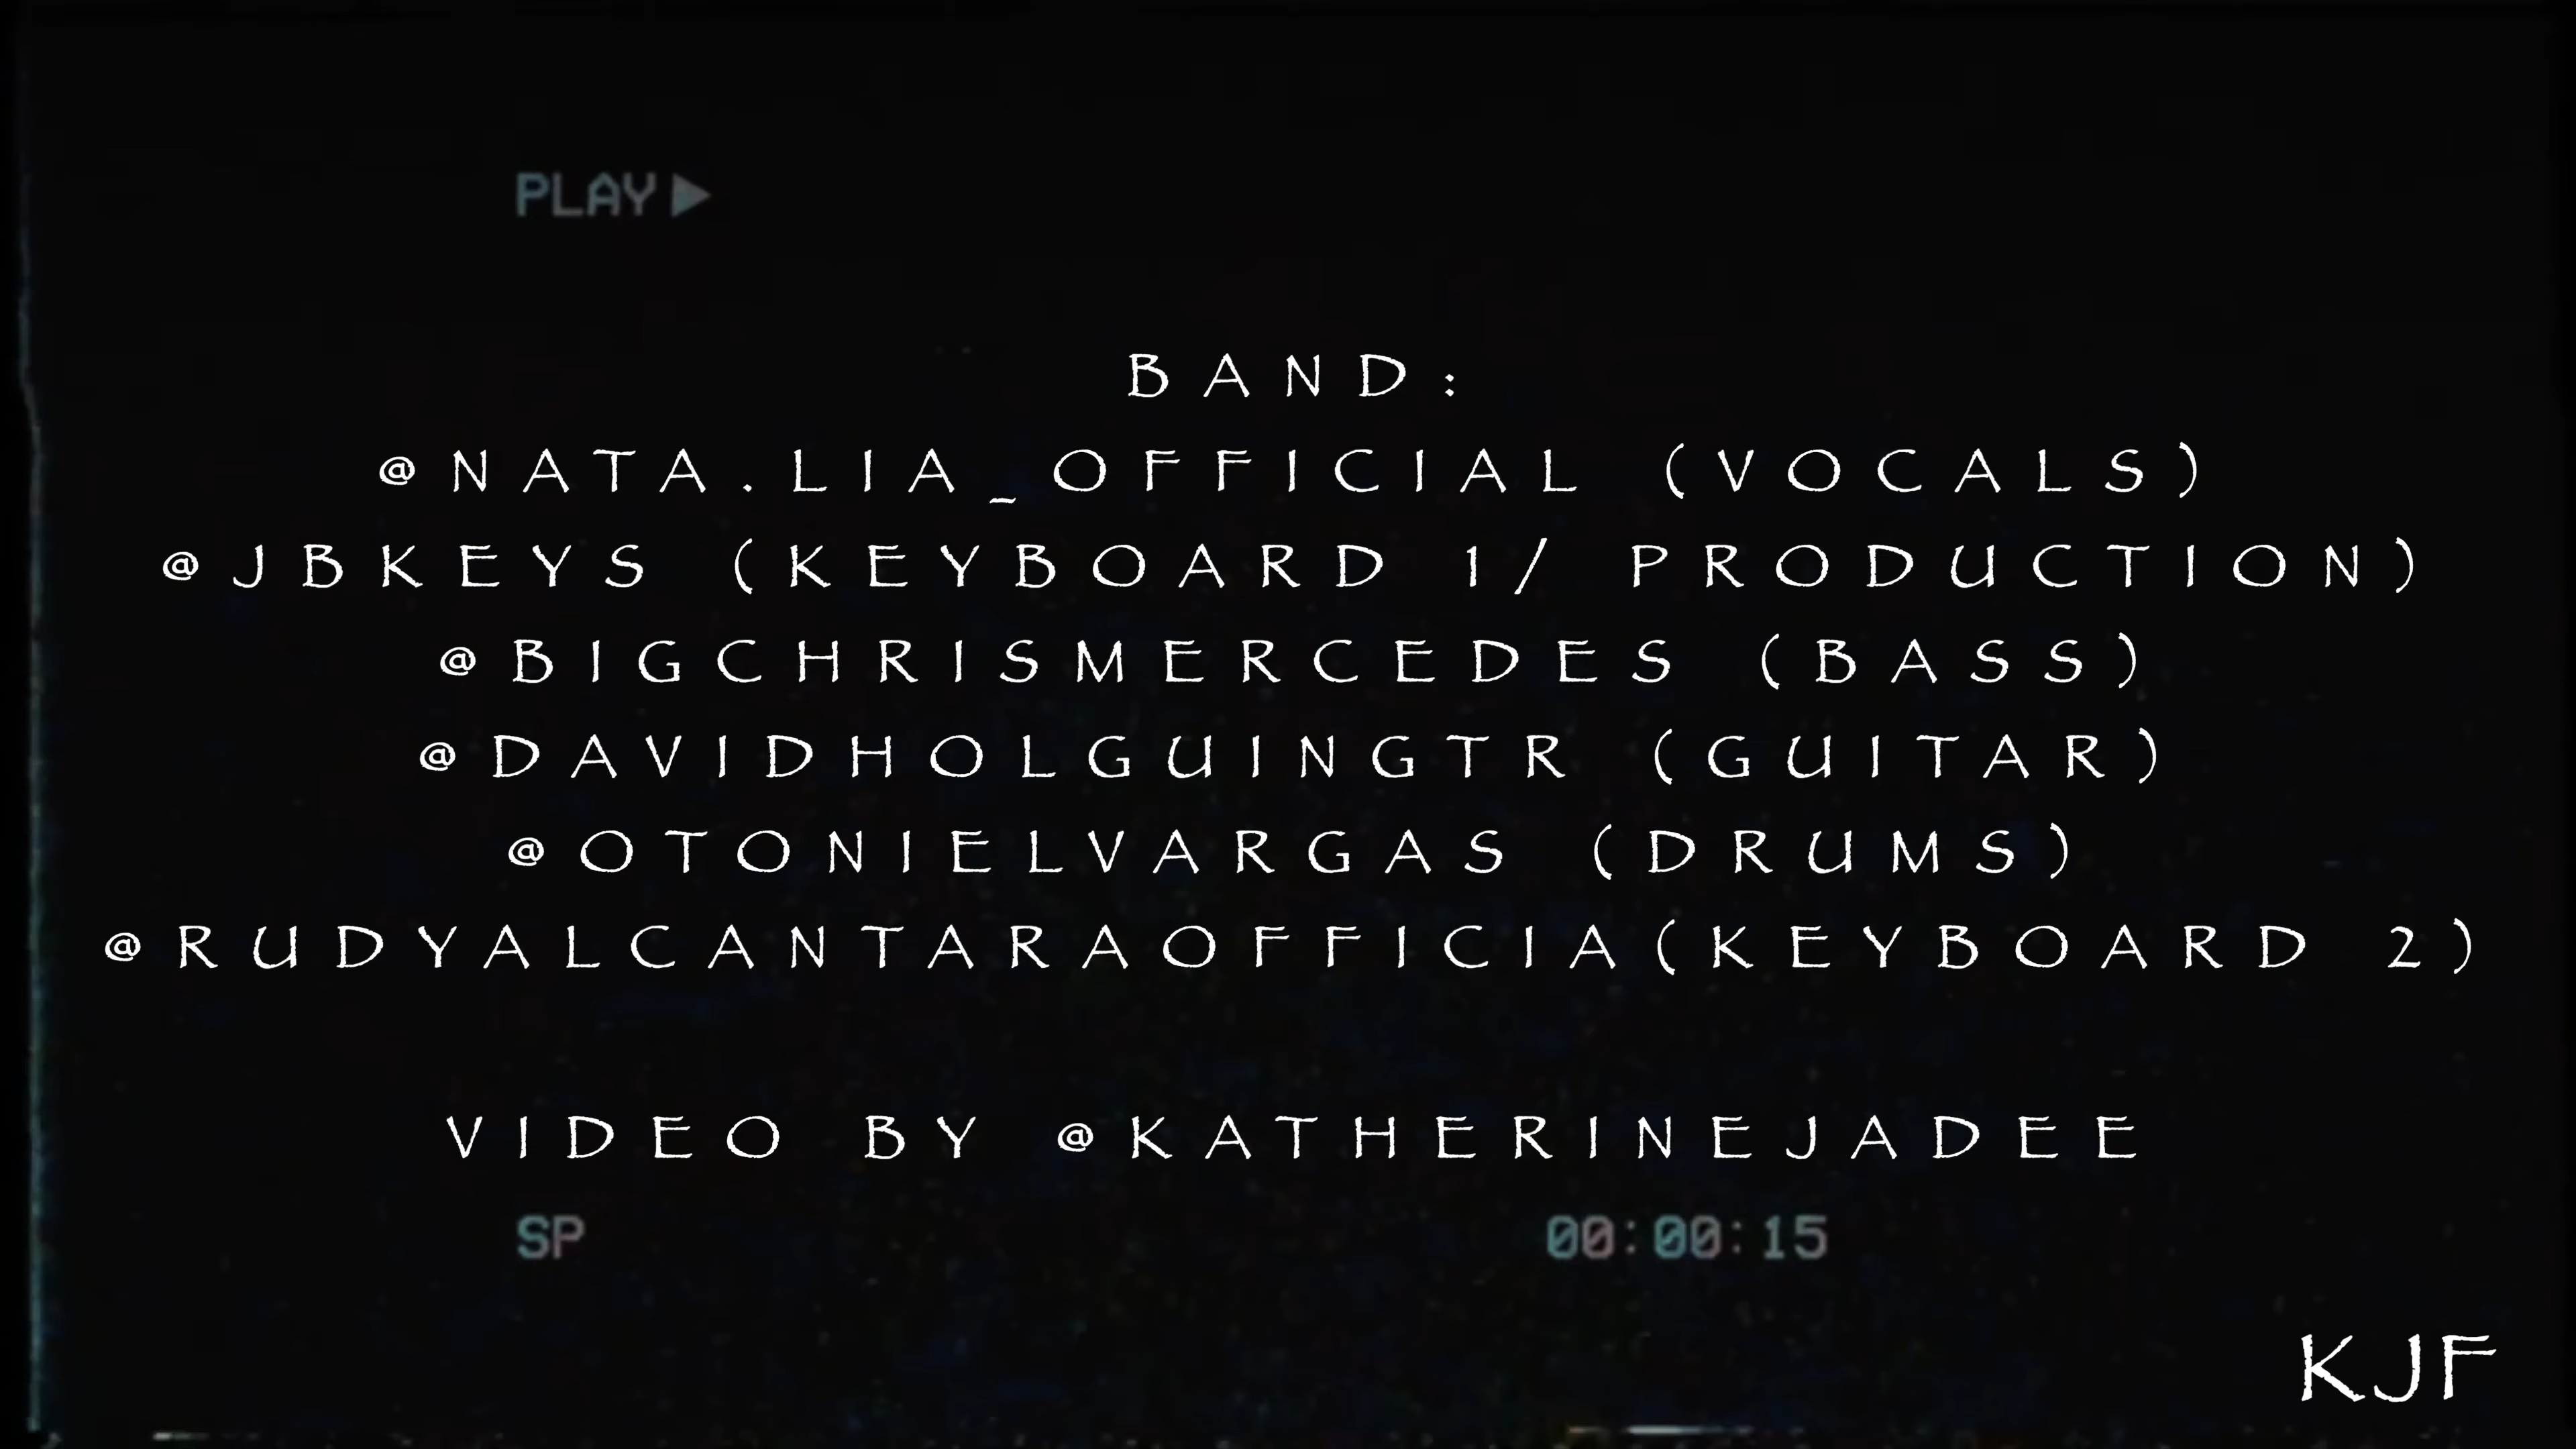 PLAY▶
BAND:
@NATA.LIA_OFFICIAL (VOCALS)
@JBKEYS (KEYBOARD 1/ PRODUCTION)
@BIGCHRISMERCEDES (BASS)
@DAVIDHOLGUINGTR (GUITAR)
@OTONIELVARGAS (DRUMS)
@RUDYALCANTARAOFFICIA(KEYBOARD 2)
VIDEO BY @KATHERINEJADEE
SP 00:00:15
KJF